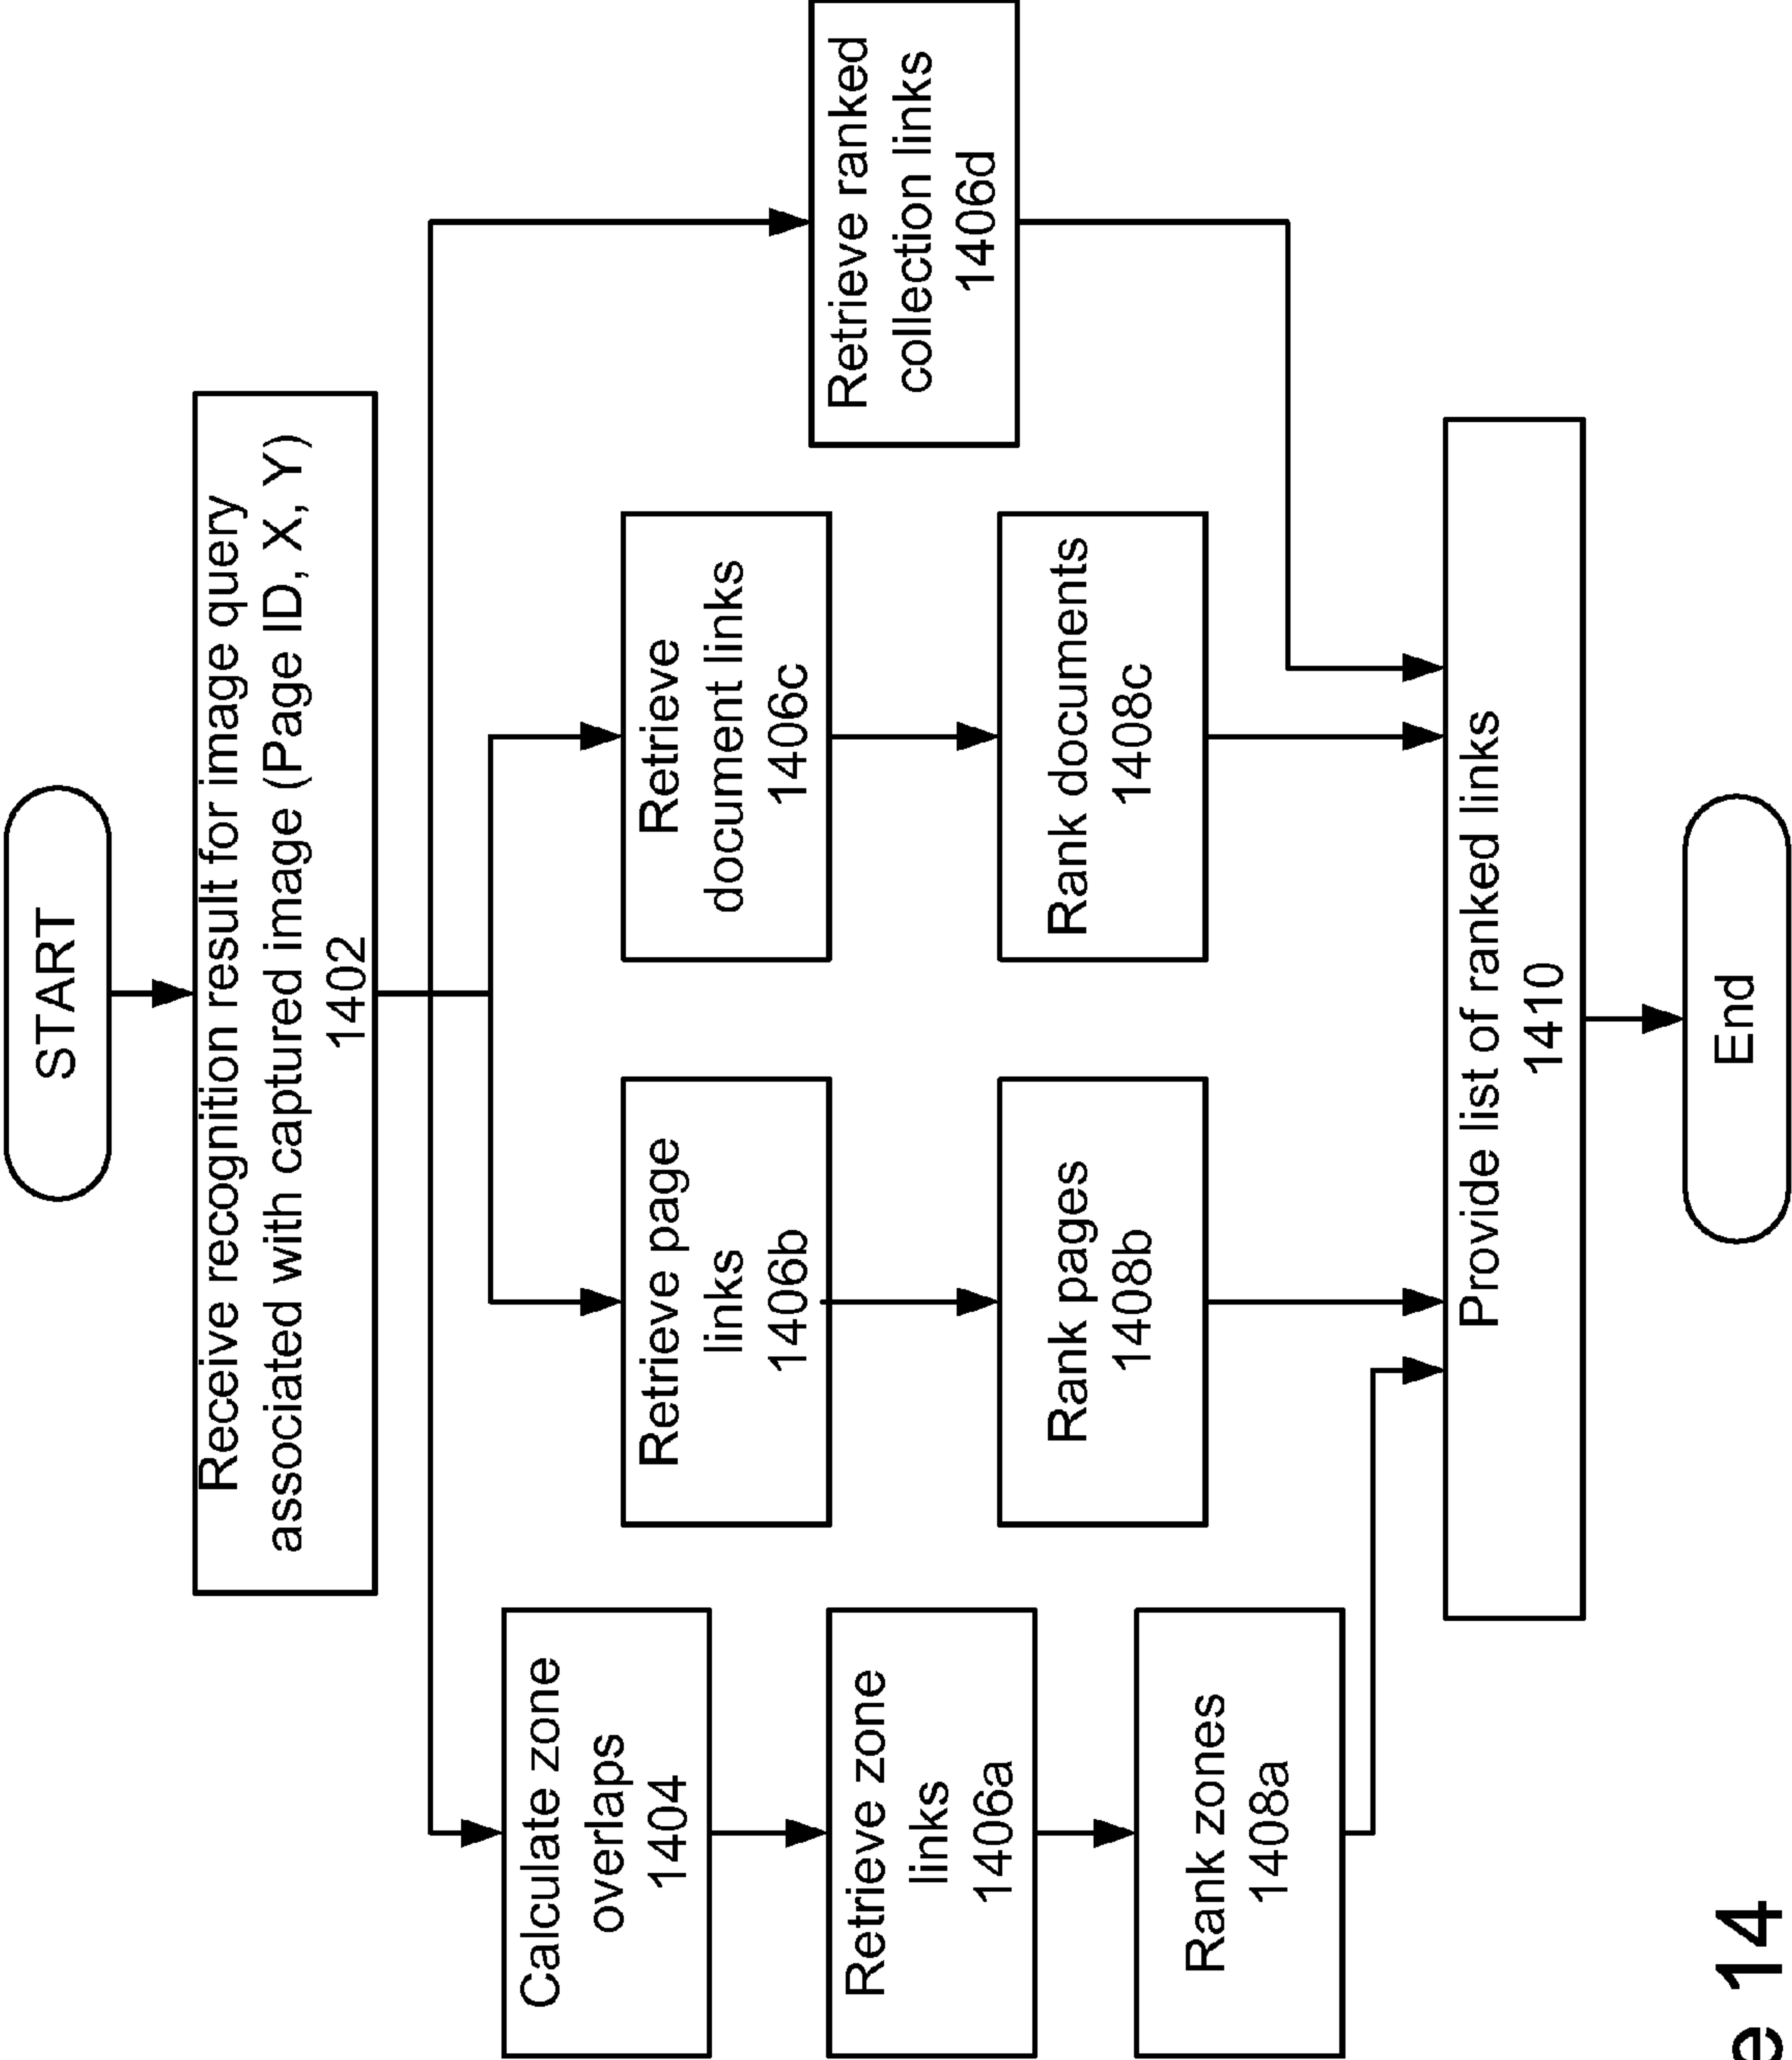 START
Receive recognition result for image query
associated with captured image (Page ID, X, Y)
1402
Calculate zone
overlaps
1404
Retrieve zone
links
1406a
Rank zones
1408a
Retrieve page
links
1406b
Rank pages
1408b
Retrieve
document links
1406c
Rank documents
1408c
Retrieve ranked
collection links
1406d
Provide list of ranked links
1410
End
e 14